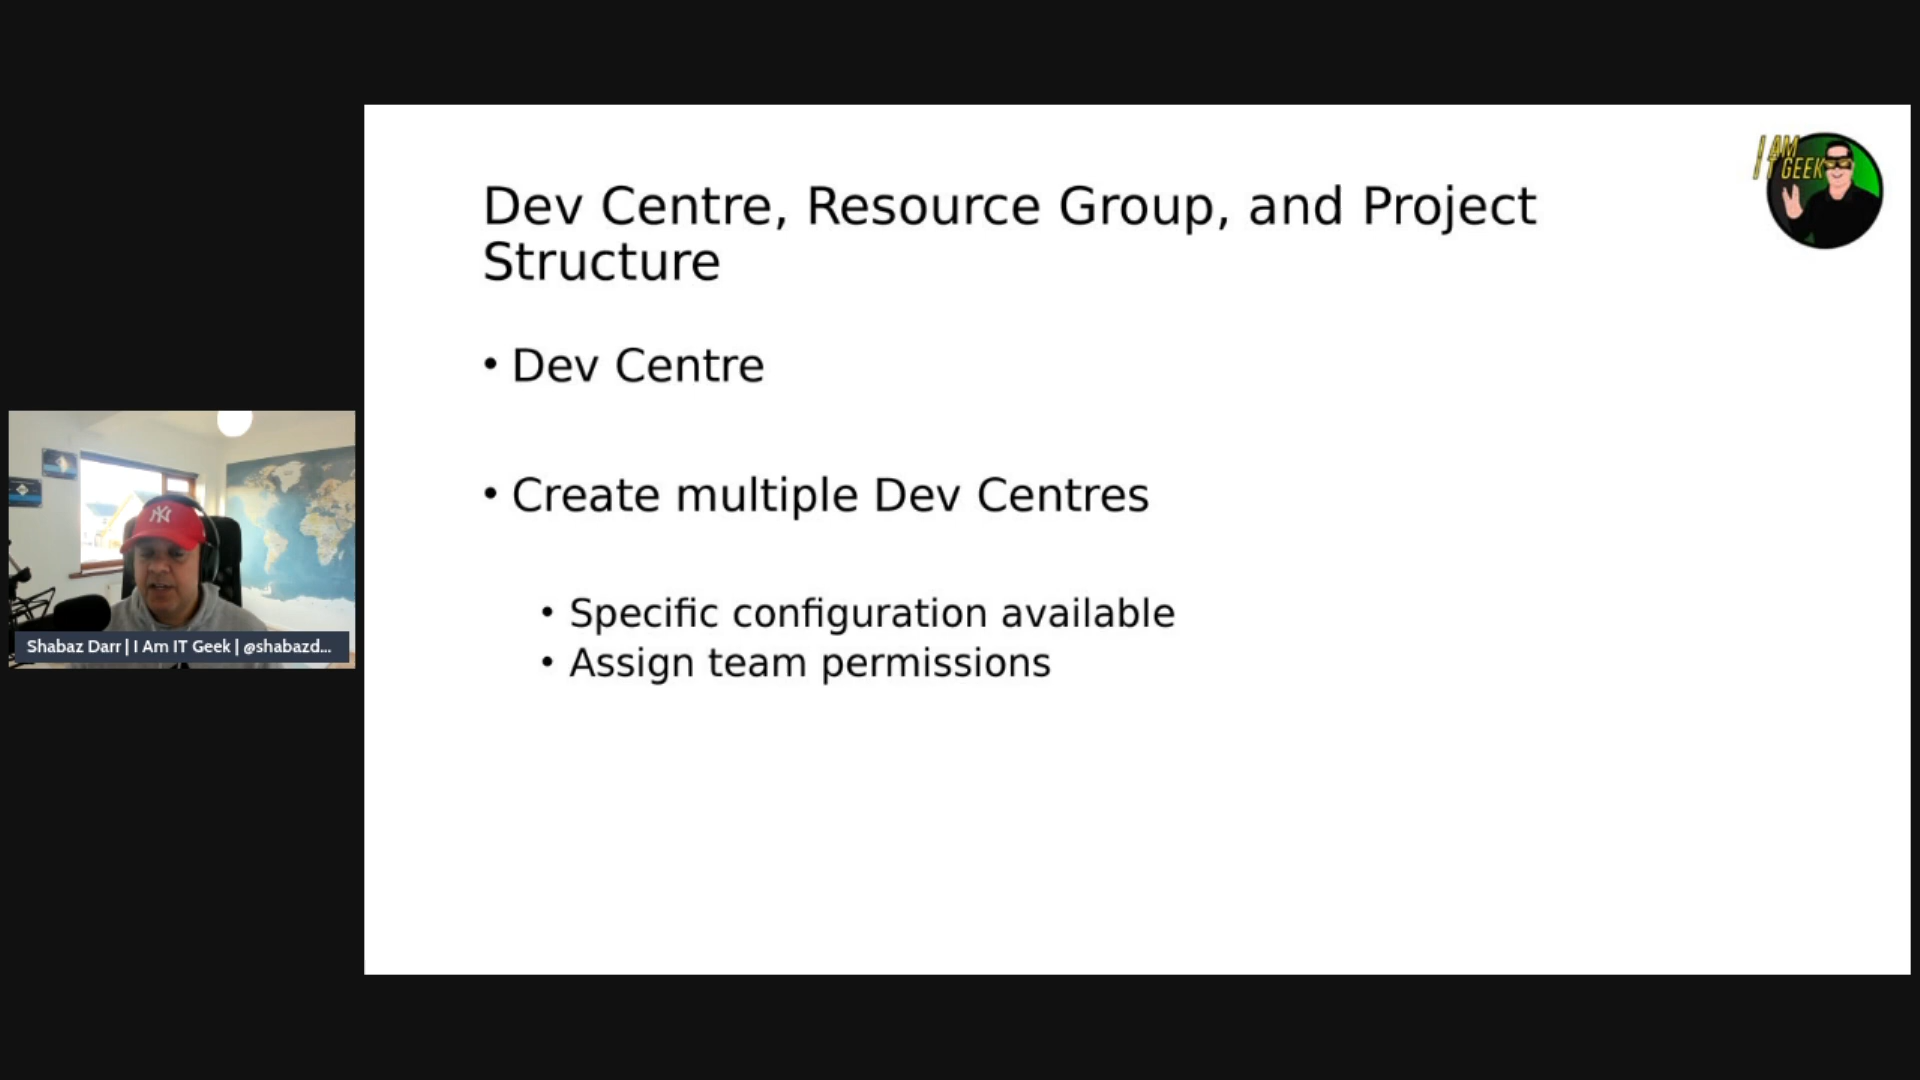 I AM
IT GEEK
Dev Centre, Resource Group, and Project
Structure
• Dev Centre
• Create multiple Dev Centres
• Specific configuration available
• Assign team permissions
Shabaz Darr | I Am IT Geek | @shabazd...